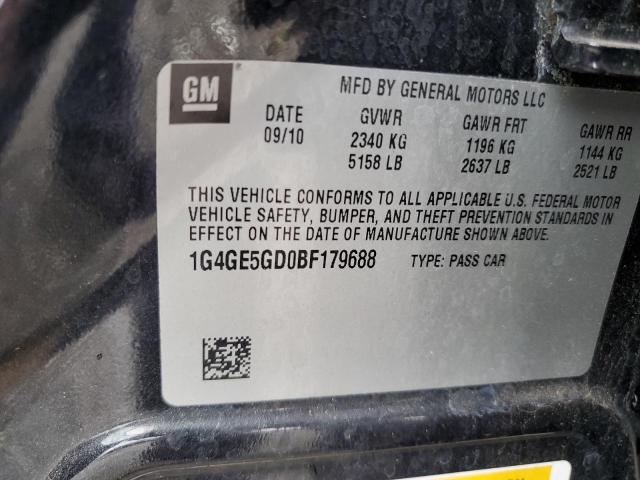 GM
MFD BY GENERAL MOTORS LLC
DATE GVWR GAWR FRT GAWR RR
09/10 2340 KG 1196 KG 1144 KG
5158 LB 2637 LB 2521 LB
THIS VEHICLE CONFORMS TO ALL APPLICABLE U.S. FEDERAL MOTOR
VEHICLE SAFETY, BUMPER, AND THEFT PREVENTION STANDARDS IN
EFFECT ON THE DATE OF MANUFACTURE SHOWN ABOVE.
1G4GE5GD0BF179688 TYPE: PASS CAR